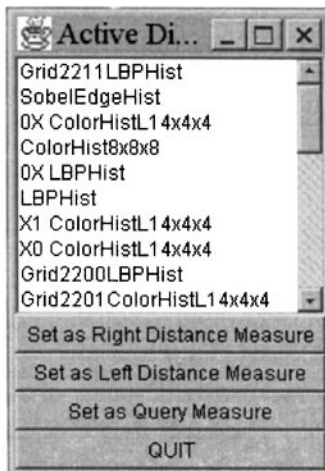 Active Di...
Grid2211LBPHist
SobelEdgeHist
0X ColorHistL14x4x4
ColorHist8x8x8
0X LBPHist
LBPHist
X1 ColorHistL14x4x4
X0 ColorHistL14x4x4
Grid2200LBPHist
Grid2201ColorHistL14x4x4
Set as Right Distance Measure
Set as Left Distance Measure
Set as Query Measure
QUIT